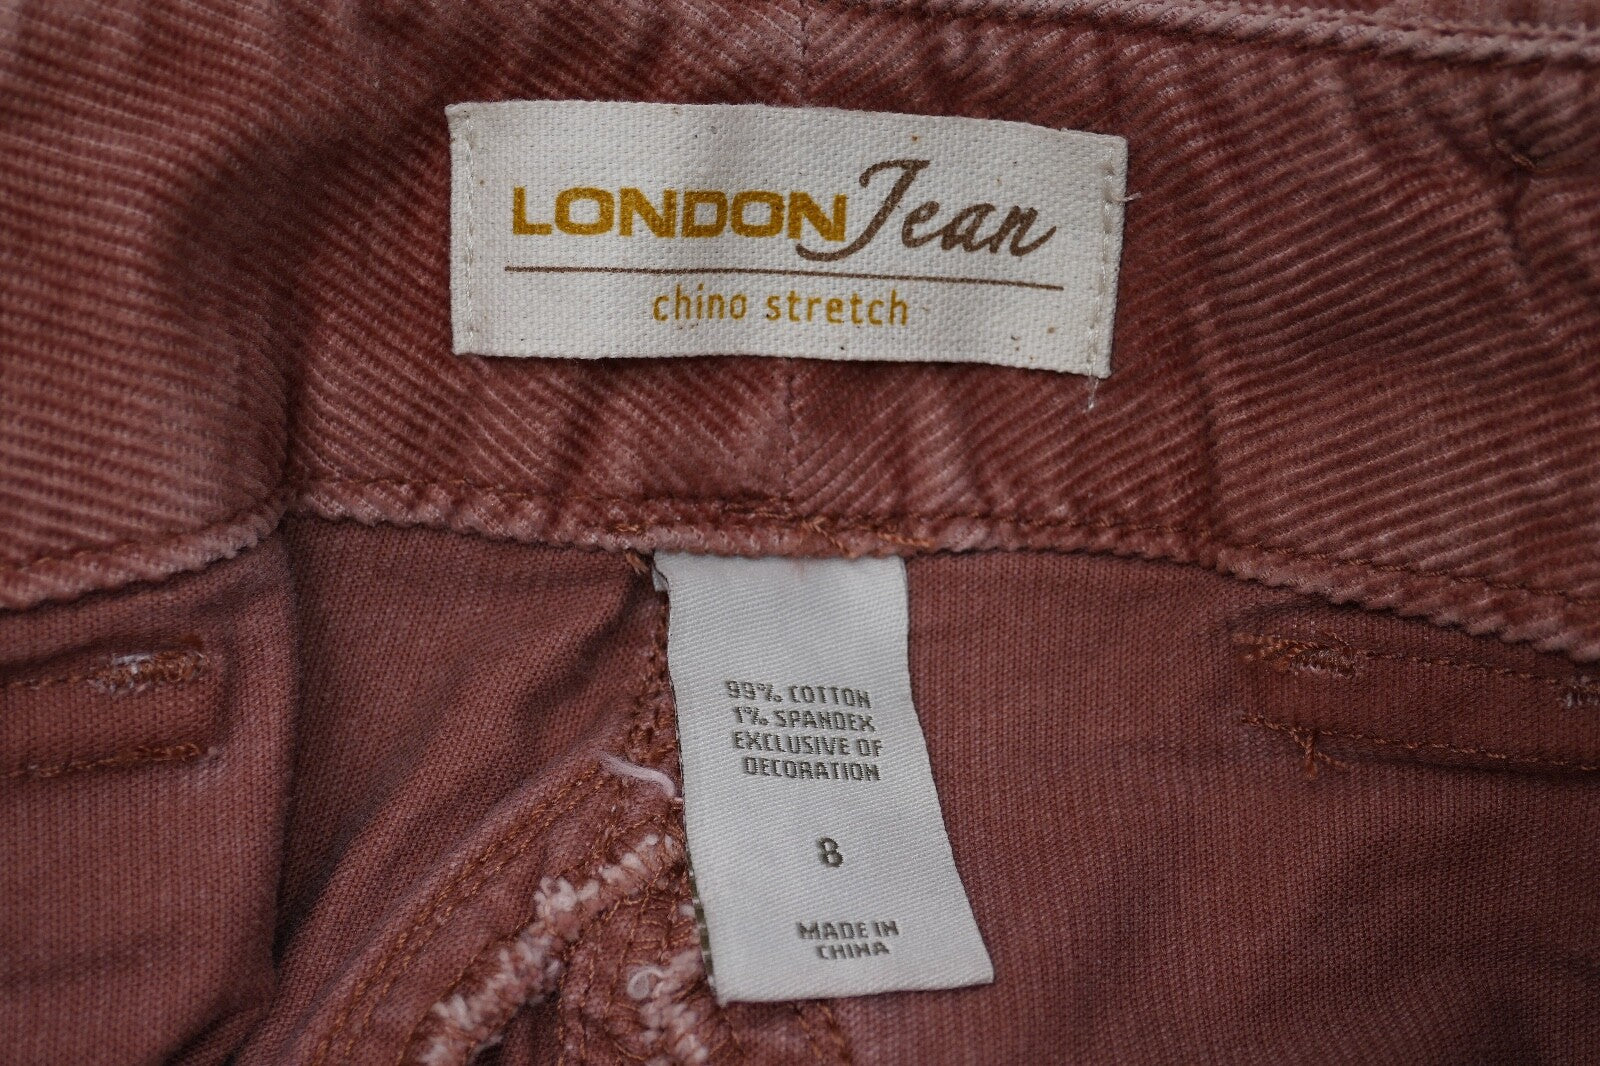 LONDON Jean
chino stretch
99% COTTON
1% SPANDEX
EXCLUSIVE OF
DECORATION
8
MADE IN
CHINA